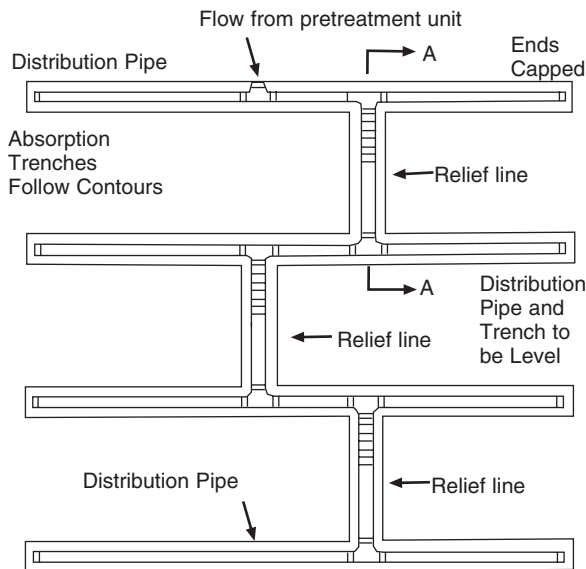 Flow from pretreatment unit
Distribution Pipe
A
Ends
Capped
Absorption
Trenches
Follow Contours
Relief line
A
Distribution
Pipe and
Trench to
be Level
Relief line
Distribution Pipe
Relief line